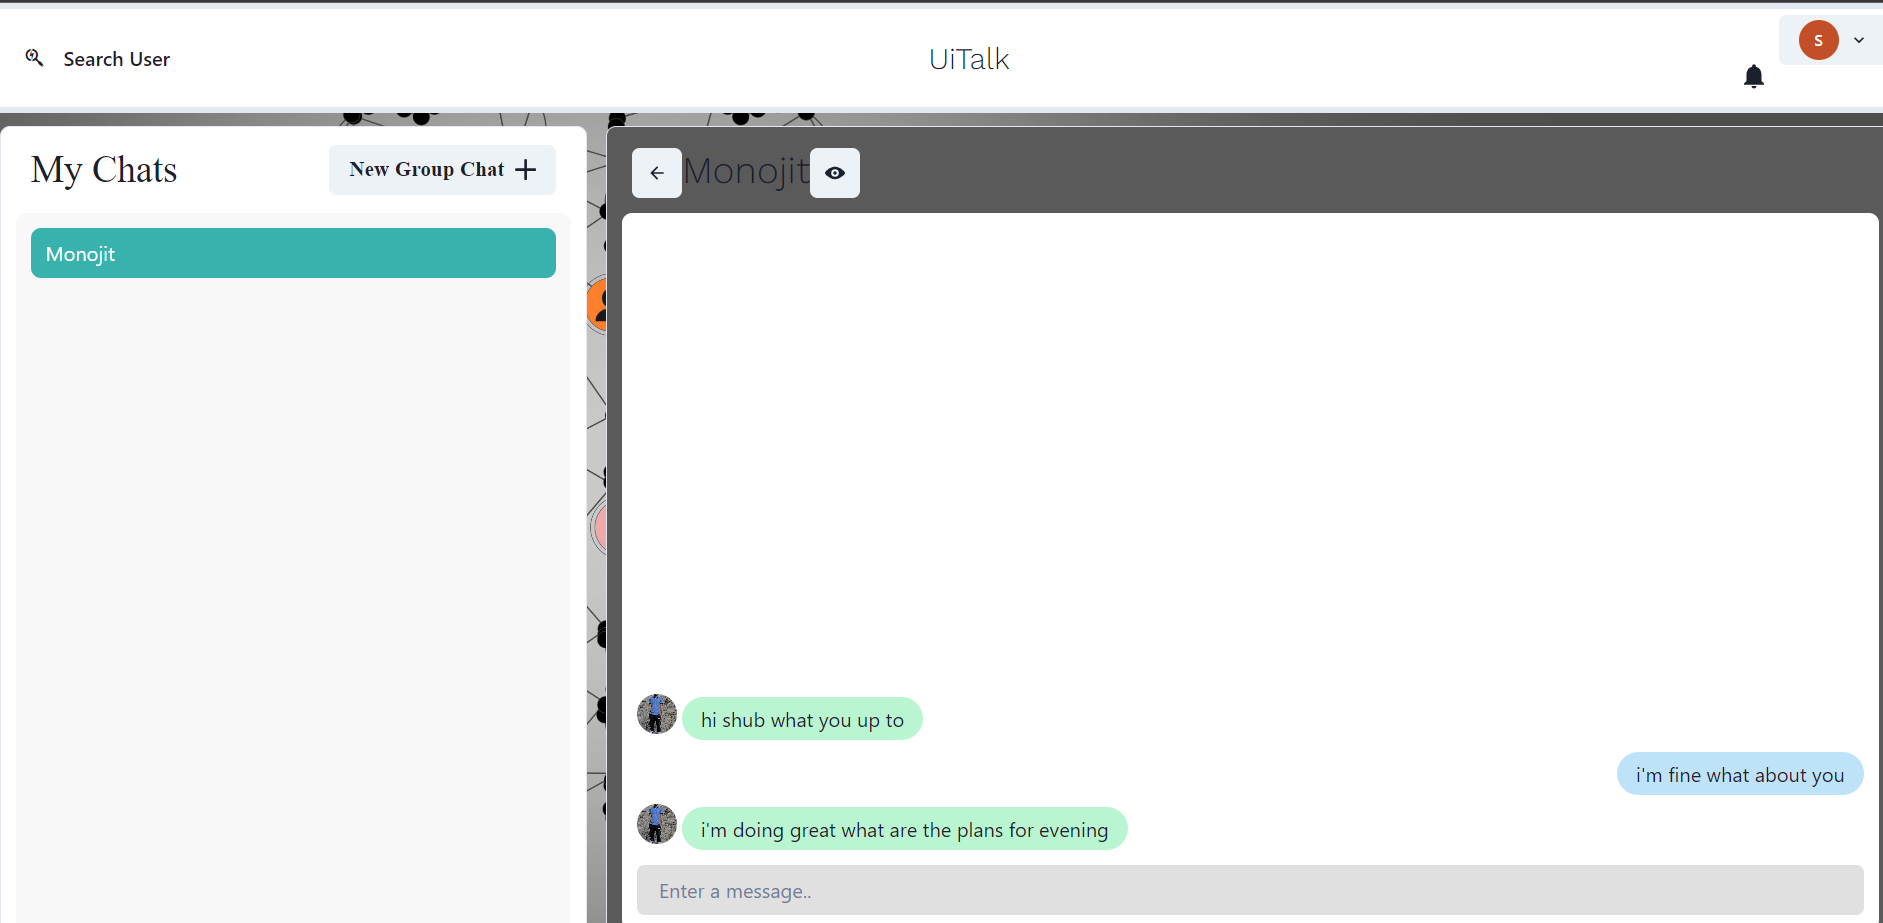 Search User
UiTalk
S
My Chats
New Group Chat
Monojit
Monojit
hi shub what you up to
i'm fine what about you
i'm doing great what are the plans for evening
Enter a message..